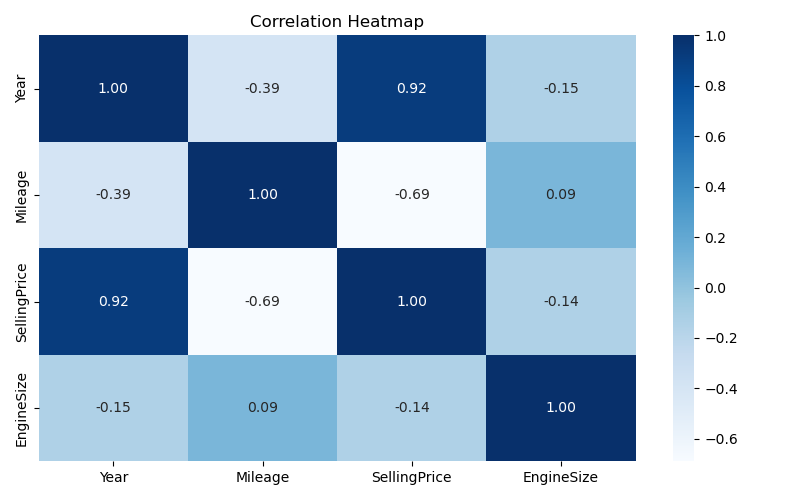 Correlation Heatmap
Year
1.00
-0.39
0.92
-0.15
Mileage
-0.39
1.00
-0.69
0.09
SellingPrice
0.92
-0.69
1.00
-0.14
EngineSize
-0.15
0.09
-0.14
1.00
Year
Mileage
SellingPrice
EngineSize
1.0
0.8
0.6
0.4
0.2
0.0
−0.2
−0.4
−0.6